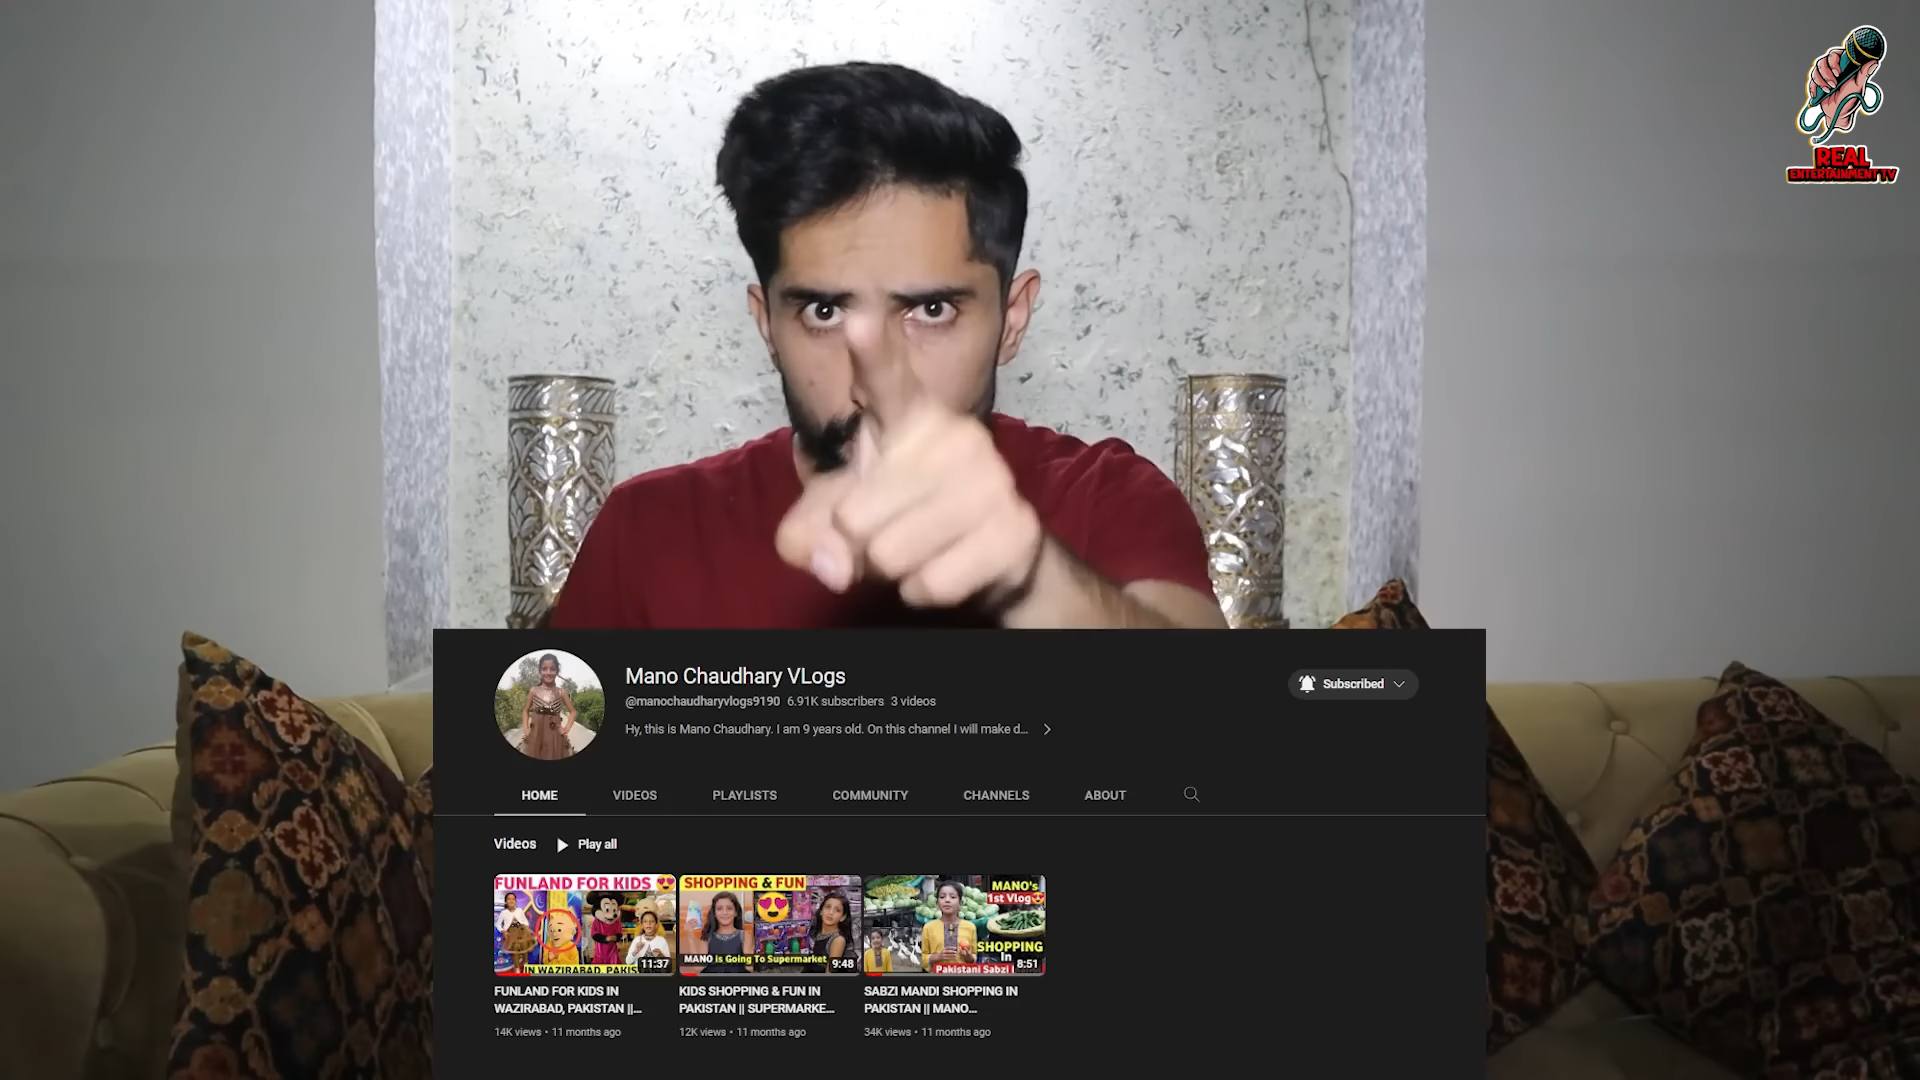 REAL
ENTERTAINMENT TV
Mano Chaudhary VLogs
@manochaudharyvlogs9190 6.91K subscribers 3 videos
Hy, this is Mano Chaudhary. I am 9 years old. On this channel I will make d...
Subscribed
HOME VIDEOS PLAYLISTS COMMUNITY CHANNELS ABOUT
Videos Play all
FUNLAND FOR KIDS
IN WAZIRABAD, PAKIS
11:37
SHOPPING & FUN
MANO is Going To Supermarket
9:48
MANO's
1st Vlog
SHOPPING
In
Pakistani Sabzi
8:51
FUNLAND FOR KIDS IN
WAZIRABAD, PAKISTAN ||...
14K views • 11 months ago
KIDS SHOPPING & FUN IN
PAKISTAN || SUPERMARKE...
12K views • 11 months ago
SABZI MANDI SHOPPING IN
PAKISTAN || MANO...
34K views • 11 months ago